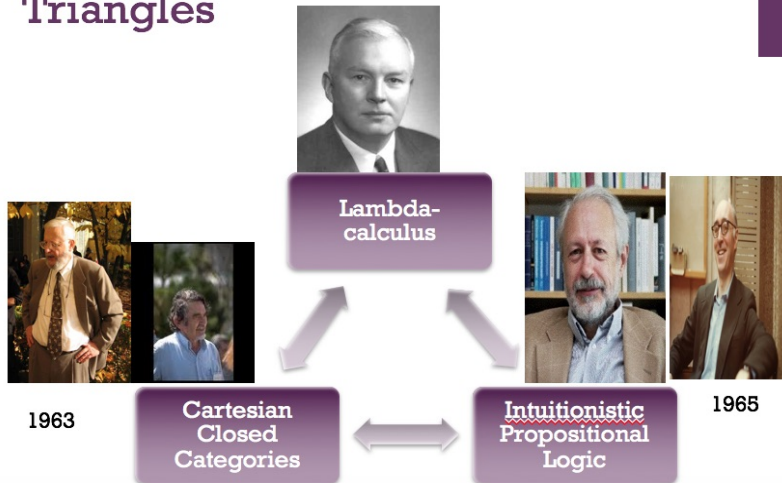 Triangles
Lambda-
calculus
1963
Cartesian
Closed
Categories
Intuitionistic
Propositional
Logic
1965